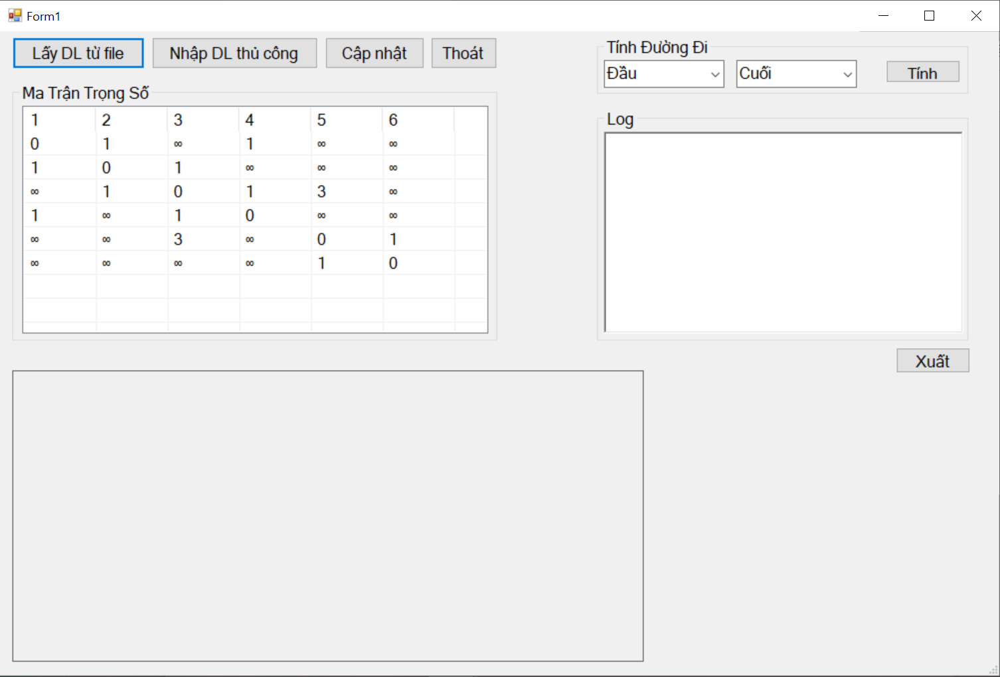 Form1
Lấy DL từ file Nhập DL thủ công Cập nhật Thoát
Tính Đường Đi
Đầu Cuối Tính
Ma Trận Trọng Số
1 2 3 4 5 6
0 1 ∞ 1 ∞ ∞
1 0 1 ∞ ∞ ∞
∞ 1 0 1 3 ∞
1 ∞ 1 0 ∞ ∞
∞ ∞ 3 ∞ 0 1
∞ ∞ ∞ ∞ 1 0
Log
Xuất